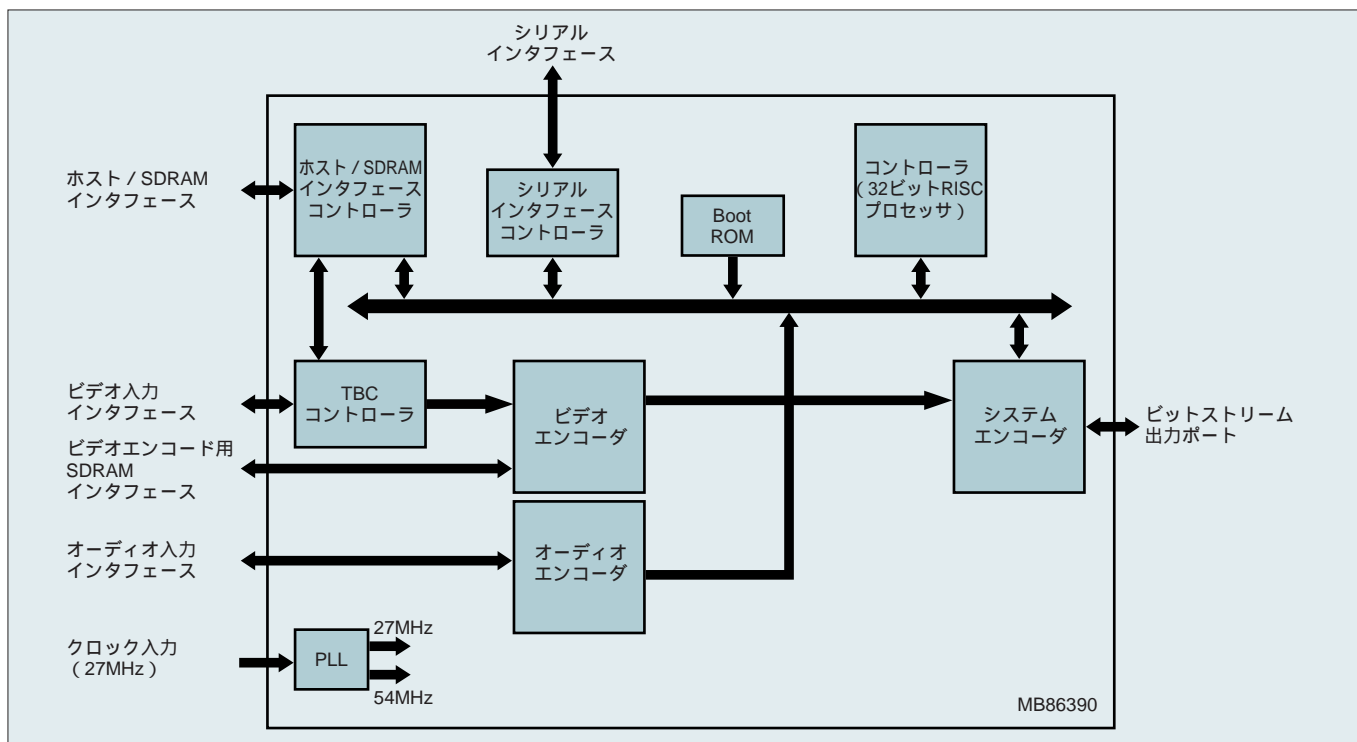 シリアル
インタフェース
ホスト / SDRAM
インタフェース
ホスト / SDRAM
インタフェース
コントローラ
シリアル
インタフェース
コントローラ
Boot
ROM
コントローラ
( 32ビットRISC
プロセッサ )
ビデオ入力
インタフェース
TBC
コントローラ
ビデオ
エンコーダ
システム
エンコーダ
ビットストリーム
出力ポート
ビデオエンコード用
SDRAM
インタフェース
オーディオ入力
インタフェース
オーディオ
エンコーダ
クロック入力
( 27MHz )
PLL
27MHz
54MHz
MB86390